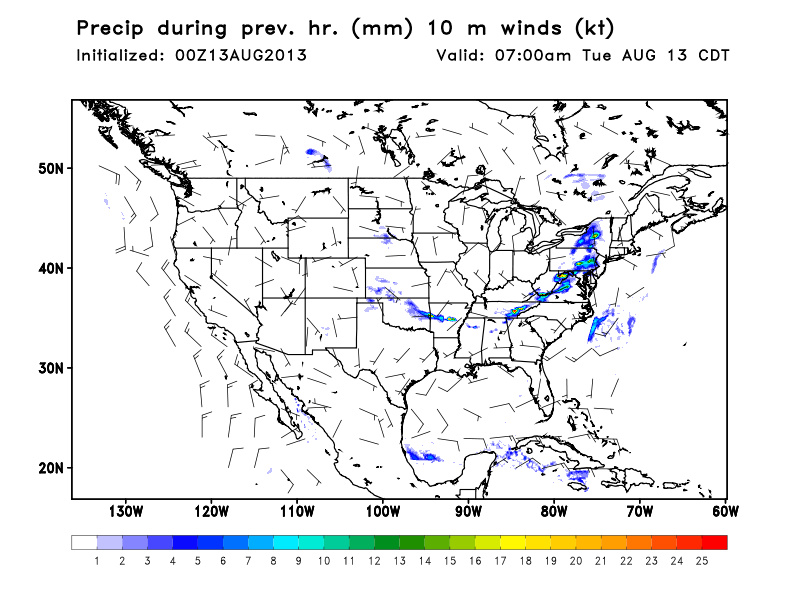 Precip during prev. hr. (mm) 10 m winds (kt)
Initialized: 00Z13AUG2013 Valid: 07:00am Tue AUG 13 CDT
50N
40N
30N
20N
130W 120W 110W 100W 90W 80W 70W 60W
1 2 3 4 5 6 7 8 9 10 11 12 13 14 15 16 17 18 19 20 21 22 23 24 25